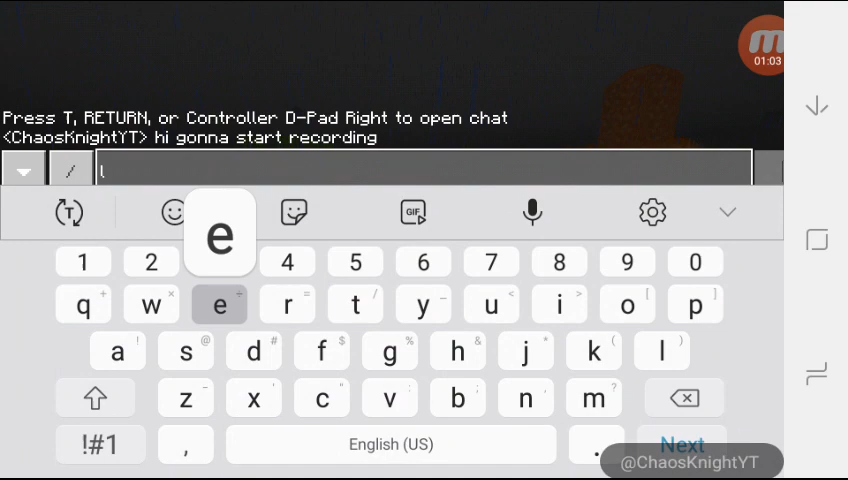 01:03
Press T, RETURN, or Controller D-Pad Right to open chat
<ChaosKnightYT> hi gonna start recording
/ l
T GIF
e
1 2 4 5 6 7 8 9 0
q + w × e ÷ r = t / y _ u < i > o [ p ]
a ! s @ d # f $ g % h & j * k ( l )
z - x ' c " v : b ; n , m ?
!#1 , English (US) . Next
@ChaosKnightYT